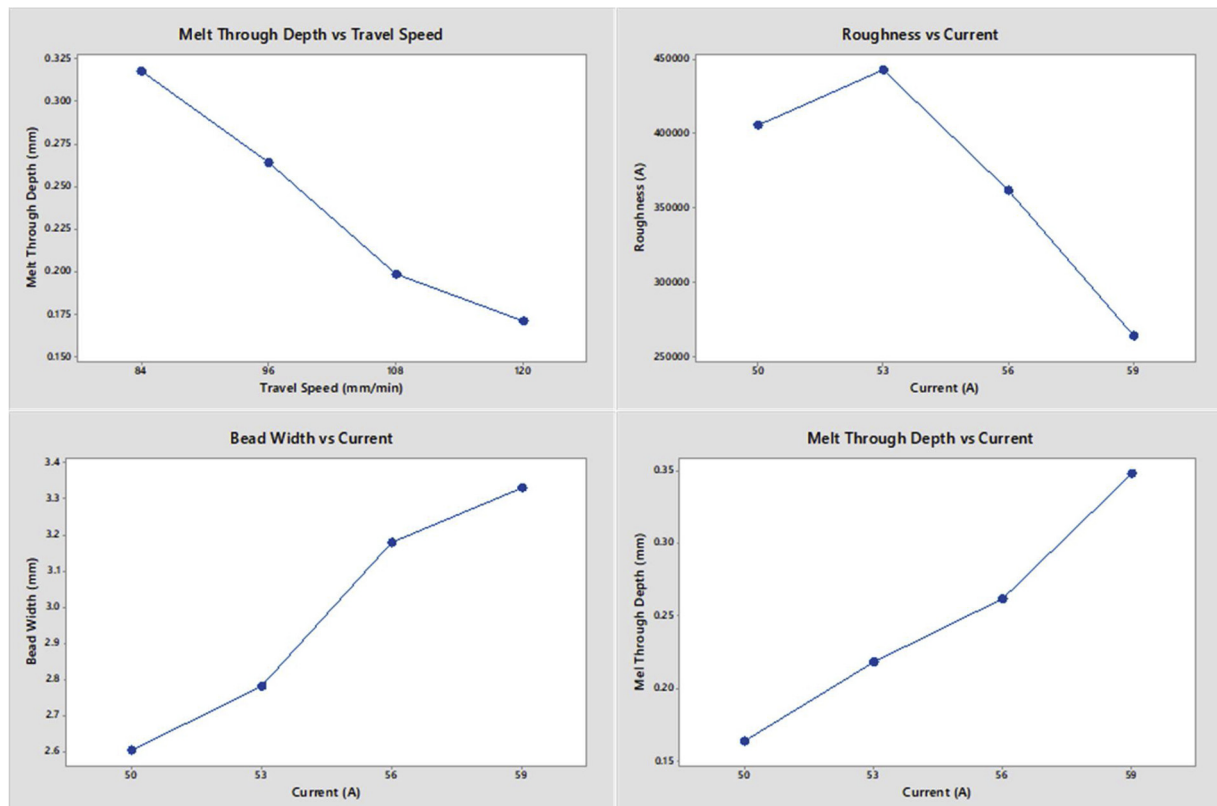 Melt Through Depth vs Travel Speed
Melt Through Depth (mm)
0.325
0.300
0.275
0.250
0.225
0.200
0.175
0.150
84 96 108 120
Travel Speed (mm/min)
Roughness vs Current
Roughness (A)
450000
400000
350000
300000
250000
50 53 56 59
Current (A)
Bead Width vs Current
Bead Width (mm)
3.4
3.3
3.2
3.1
3.0
2.9
2.8
2.7
2.6
50 53 56 59
Current (A)
Melt Through Depth vs Current
Mel Through Depth (mm)
0.35
0.30
0.25
0.20
0.15
50 53 56 59
Current (A)